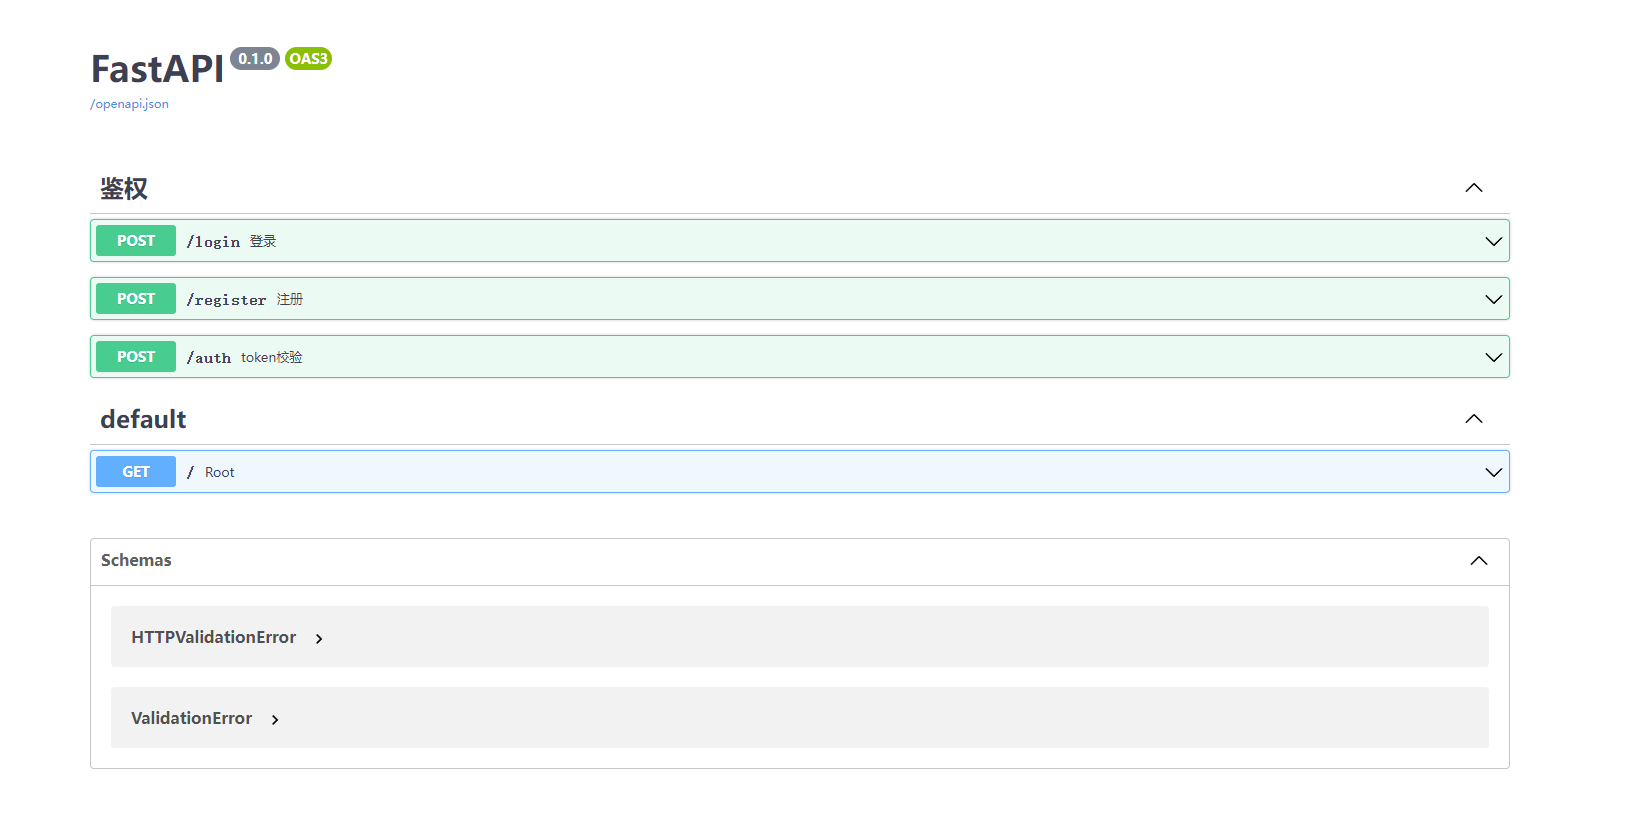 FastAPI 0.1.0 OAS3
/openapi.json
鉴权
POST /login 登录
POST /register 注册
POST /auth token校验
default
GET / Root
Schemas
HTTPValidationError
ValidationError